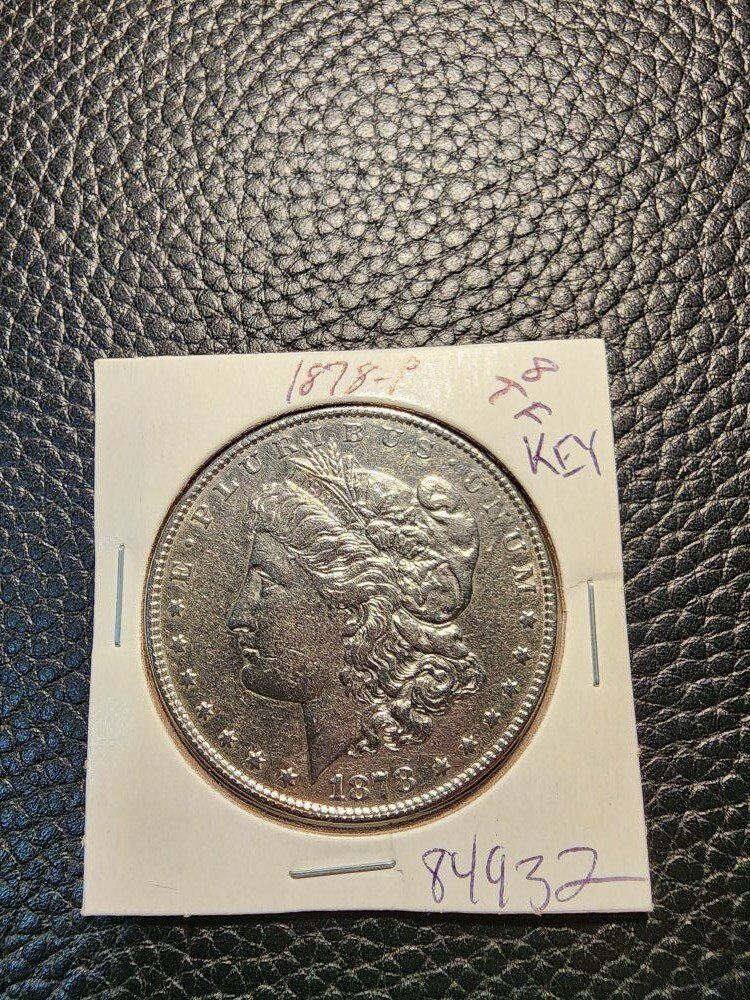 1878-P
8
TF
KEY
E · PLURIBUS · UNUM
1878
84932